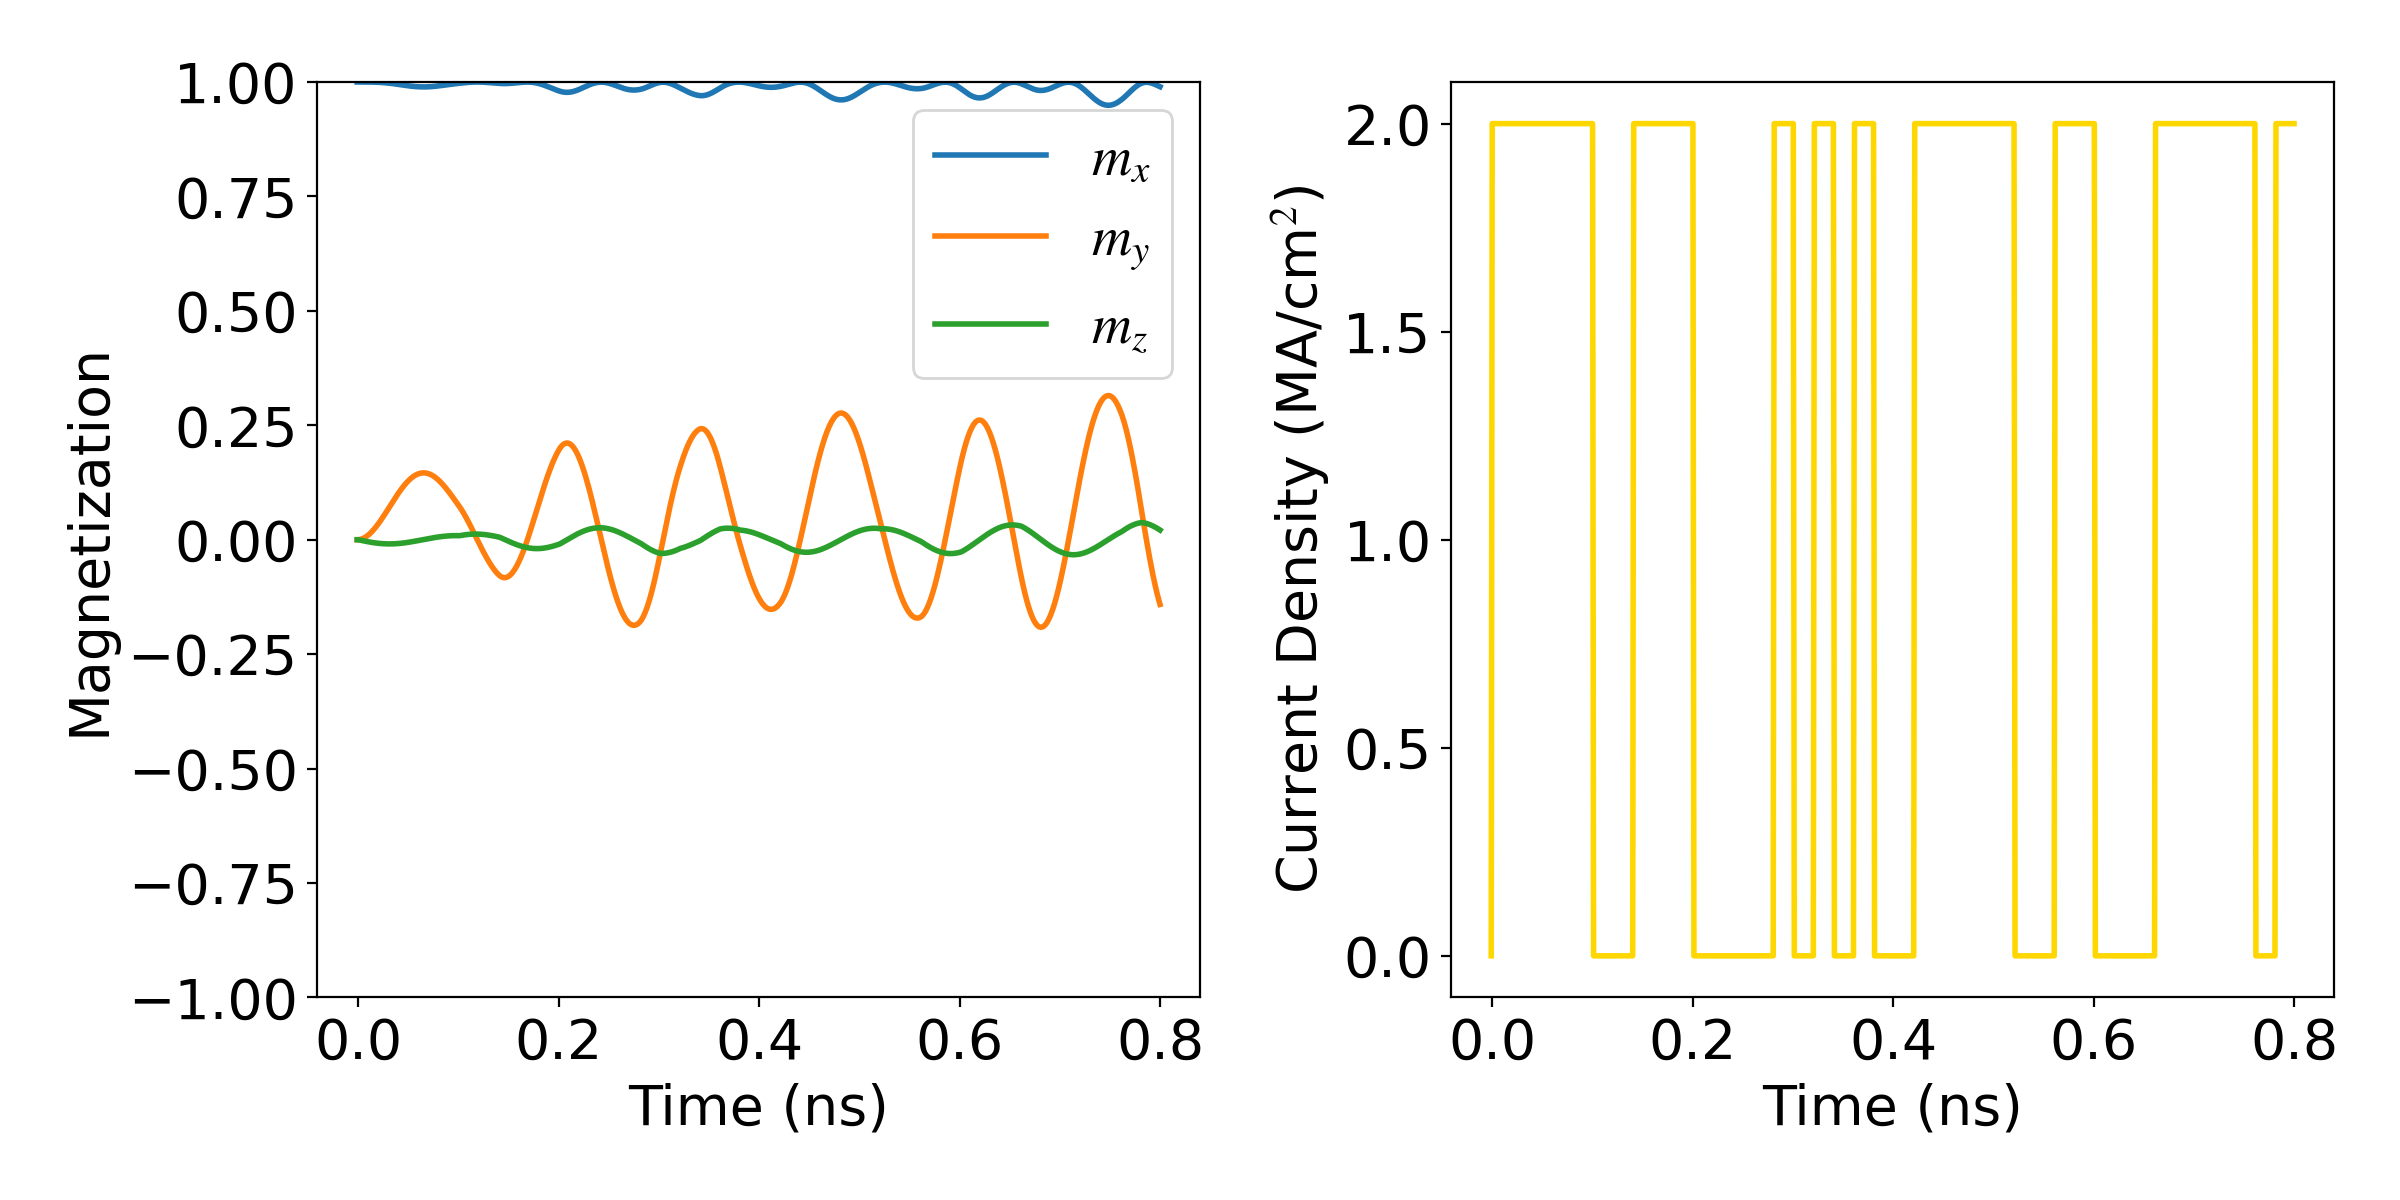 1.00
0.75
0.50
0.25
0.00
−0.25
−0.50
−0.75
−1.00
Magnetization
0.0 0.2 0.4 0.6 0.8
Time (ns)
m_x
m_y
m_z
2.0
1.5
1.0
0.5
0.0
Current Density (MA/cm²)
0.0 0.2 0.4 0.6 0.8
Time (ns)